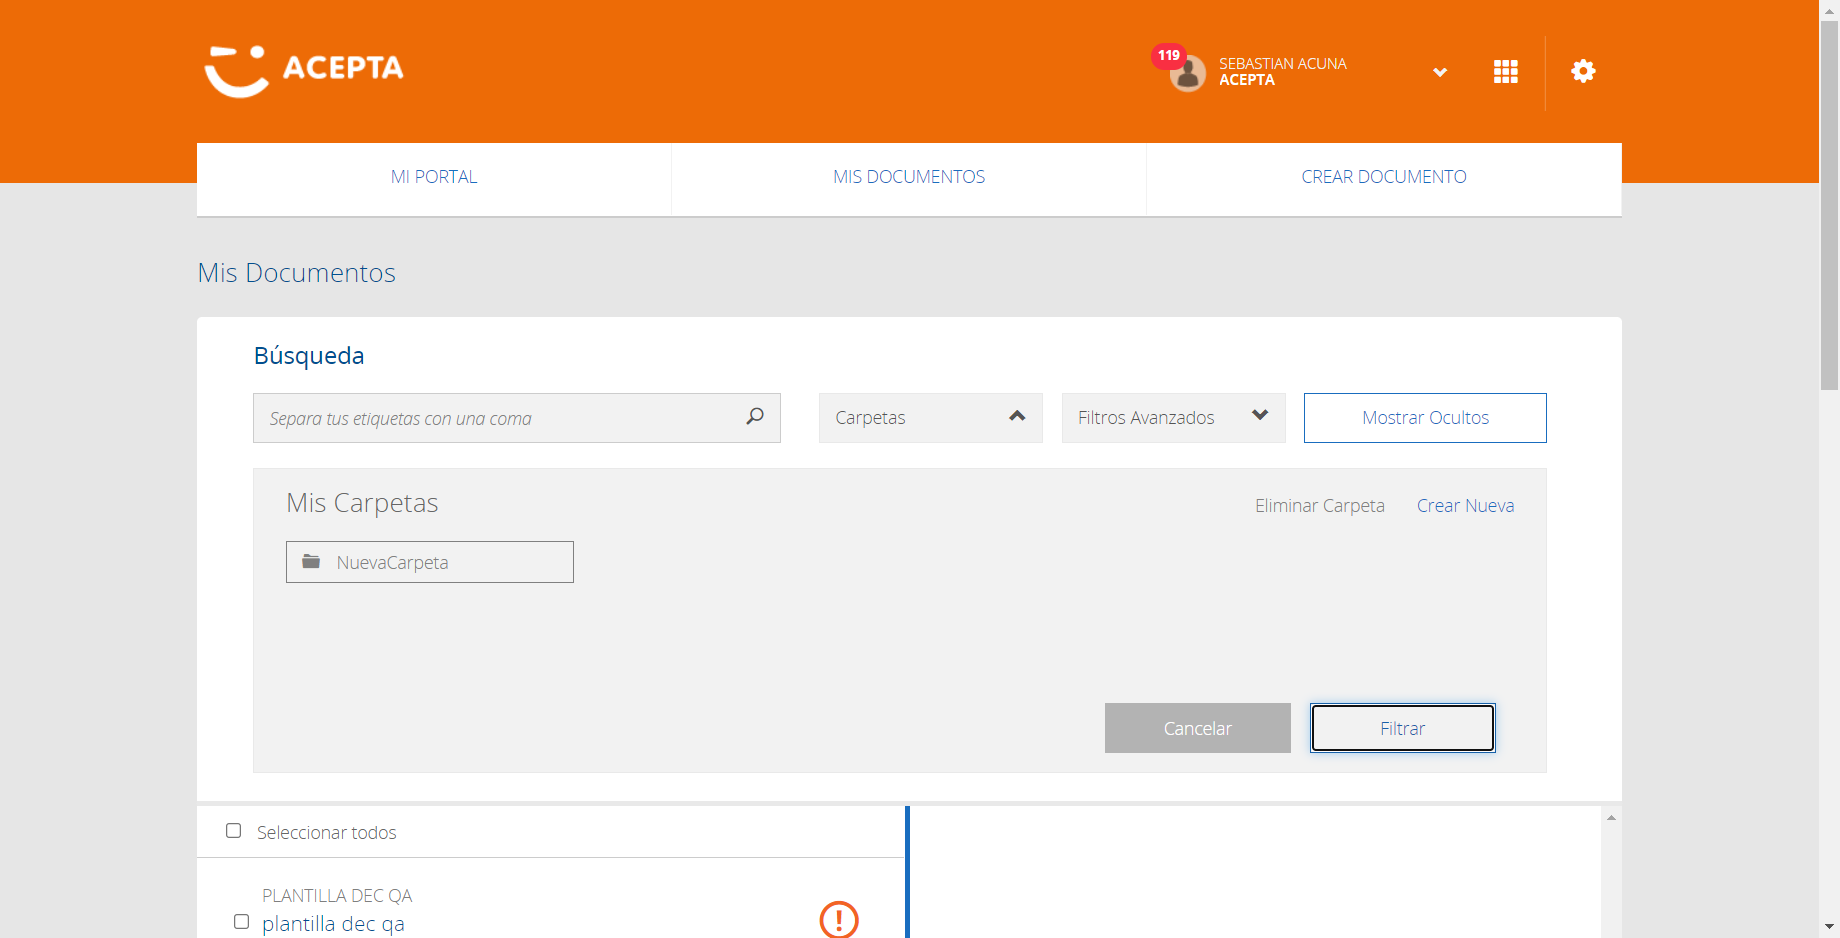 ACEPTA
119
SEBASTIAN ACUNA
ACEPTA
MI PORTAL
MIS DOCUMENTOS
CREAR DOCUMENTO
Mis Documentos
Búsqueda
Separa tus etiquetas con una coma
Carpetas
Filtros Avanzados
Mostrar Ocultos
Mis Carpetas
Eliminar Carpeta
Crear Nueva
NuevaCarpeta
Cancelar
Filtrar
Seleccionar todos
PLANTILLA DEC QA
plantilla dec qa